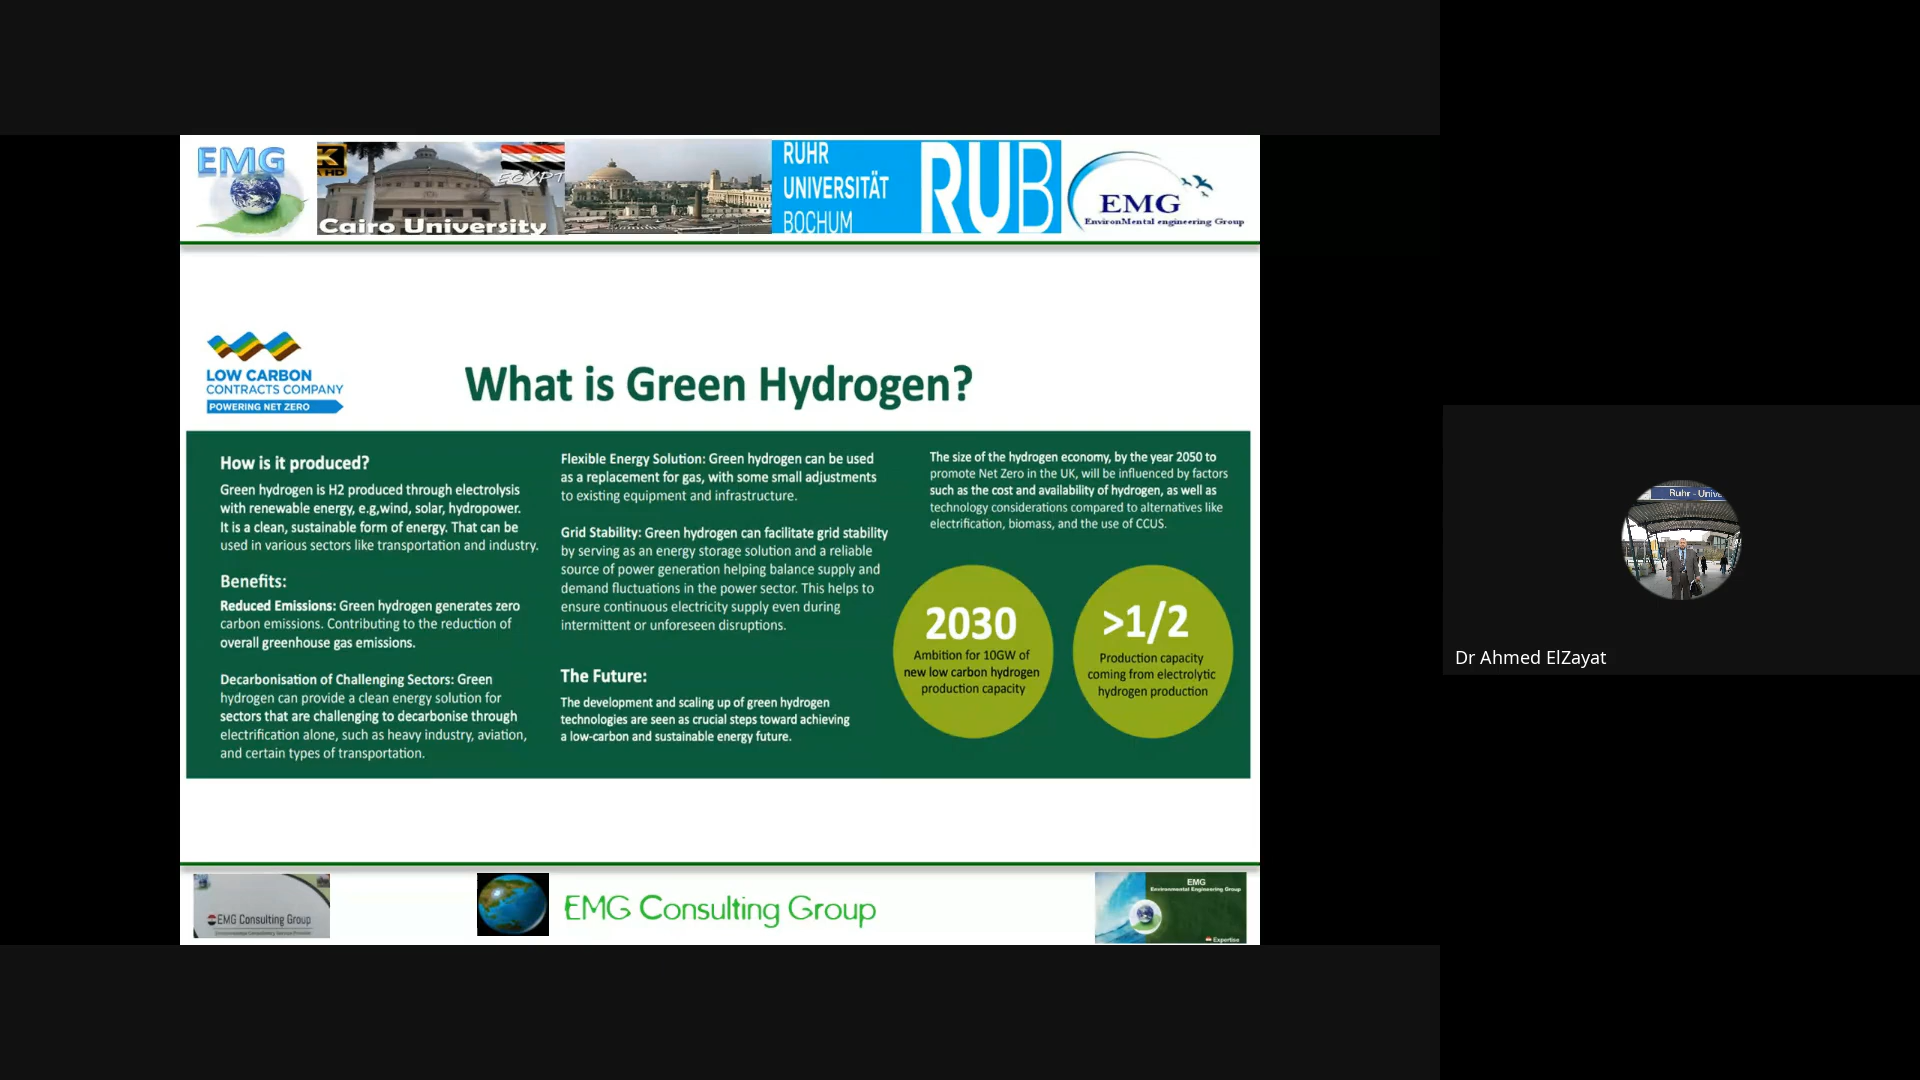 EMG
K
HD
EGYPT
Cairo University
RUHR
UNIVERSITÄT
BOCHUM
RUB
EMG
EnvironMental engineering Group
LOW CARBON
CONTRACTS COMPANY
POWERING NET ZERO
What is Green Hydrogen?
How is it produced?
Green hydrogen is H2 produced through electrolysis
with renewable energy, e.g,wind, solar, hydropower.
It is a clean, sustainable form of energy. That can be
used in various sectors like transportation and industry.
Benefits:
Reduced Emissions: Green hydrogen generates zero
carbon emissions. Contributing to the reduction of
overall greenhouse gas emissions.
Decarbonisation of Challenging Sectors: Green
hydrogen can provide a clean energy solution for
sectors that are challenging to decarbonise through
electrification alone, such as heavy industry, aviation,
and certain types of transportation.
Flexible Energy Solution: Green hydrogen can be used
as a replacement for gas, with some small adjustments
to existing equipment and infrastructure.
Grid Stability: Green hydrogen can facilitate grid stability
by serving as an energy storage solution and a reliable
source of power generation helping balance supply and
demand fluctuations in the power sector. This helps to
ensure continuous electricity supply even during
intermittent or unforeseen disruptions.
The Future:
The development and scaling up of green hydrogen
technologies are seen as crucial steps toward achieving
a low-carbon and sustainable energy future.
The size of the hydrogen economy, by the year 2050 to
promote Net Zero in the UK, will be influenced by factors
such as the cost and availability of hydrogen, as well as
technology considerations compared to alternatives like
electrification, biomass, and the use of CCUS.
2030
Ambition for 10GW of
new low carbon hydrogen
production capacity
>1/2
Production capacity
coming from electrolytic
hydrogen production
EMG Consulting Group
EMG Consulting Group
EMG
Environmental Engineering Group
Expertise
Ruhr - Unive
Dr Ahmed ElZayat